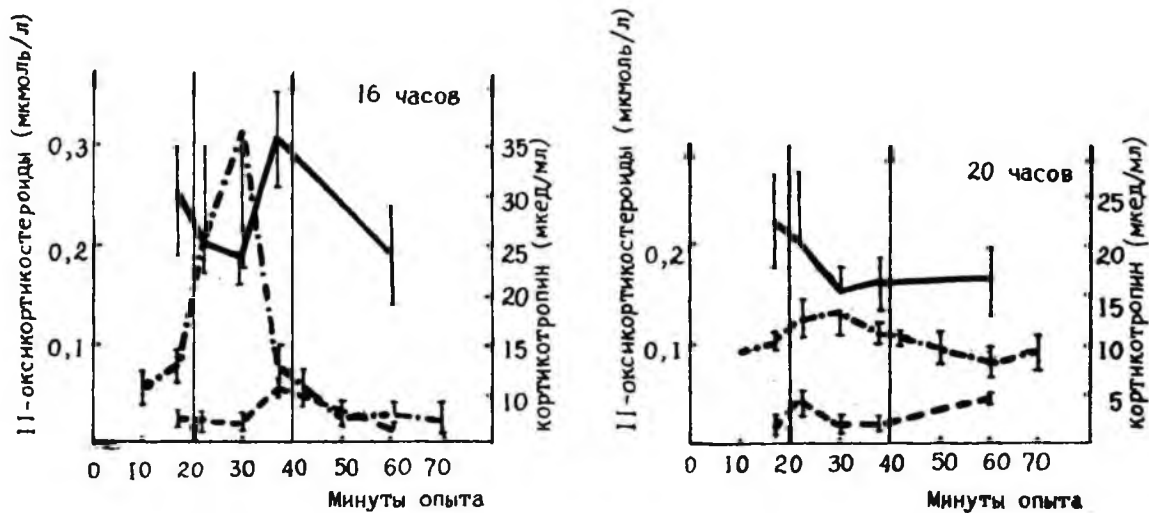 11-оксикортикостероиды (мкмоль/л)
16 часов
0,3
0,2
0,1
35
30
25
20
15
10
кортикотропин (мкед/мл)
0 10 20 30 40 50 60 70
Минуты опыта
11-оксикортикостероиды (мкмоль/л)
20 часов
0,2
0,1
25
20
15
10
5
кортикотропин (мкед/мл)
0 10 20 30 40 50 60 70
Минуты опыта